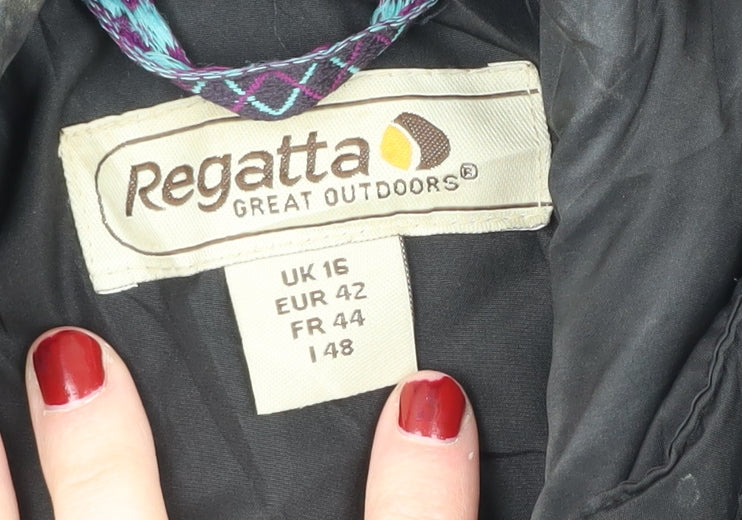 Regatta
GREAT OUTDOORS®
UK 16
EUR 42
FR 44
I 48